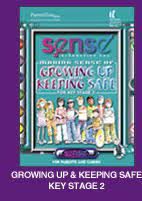 sense
MAKING SENSE OF
GROWING UP
KEEPING SAFE
FOR KEY STAGE 2
sense
FOR PARENTS AND CARERS
GROWING UP & KEEPING SAFE
KEY STAGE 2